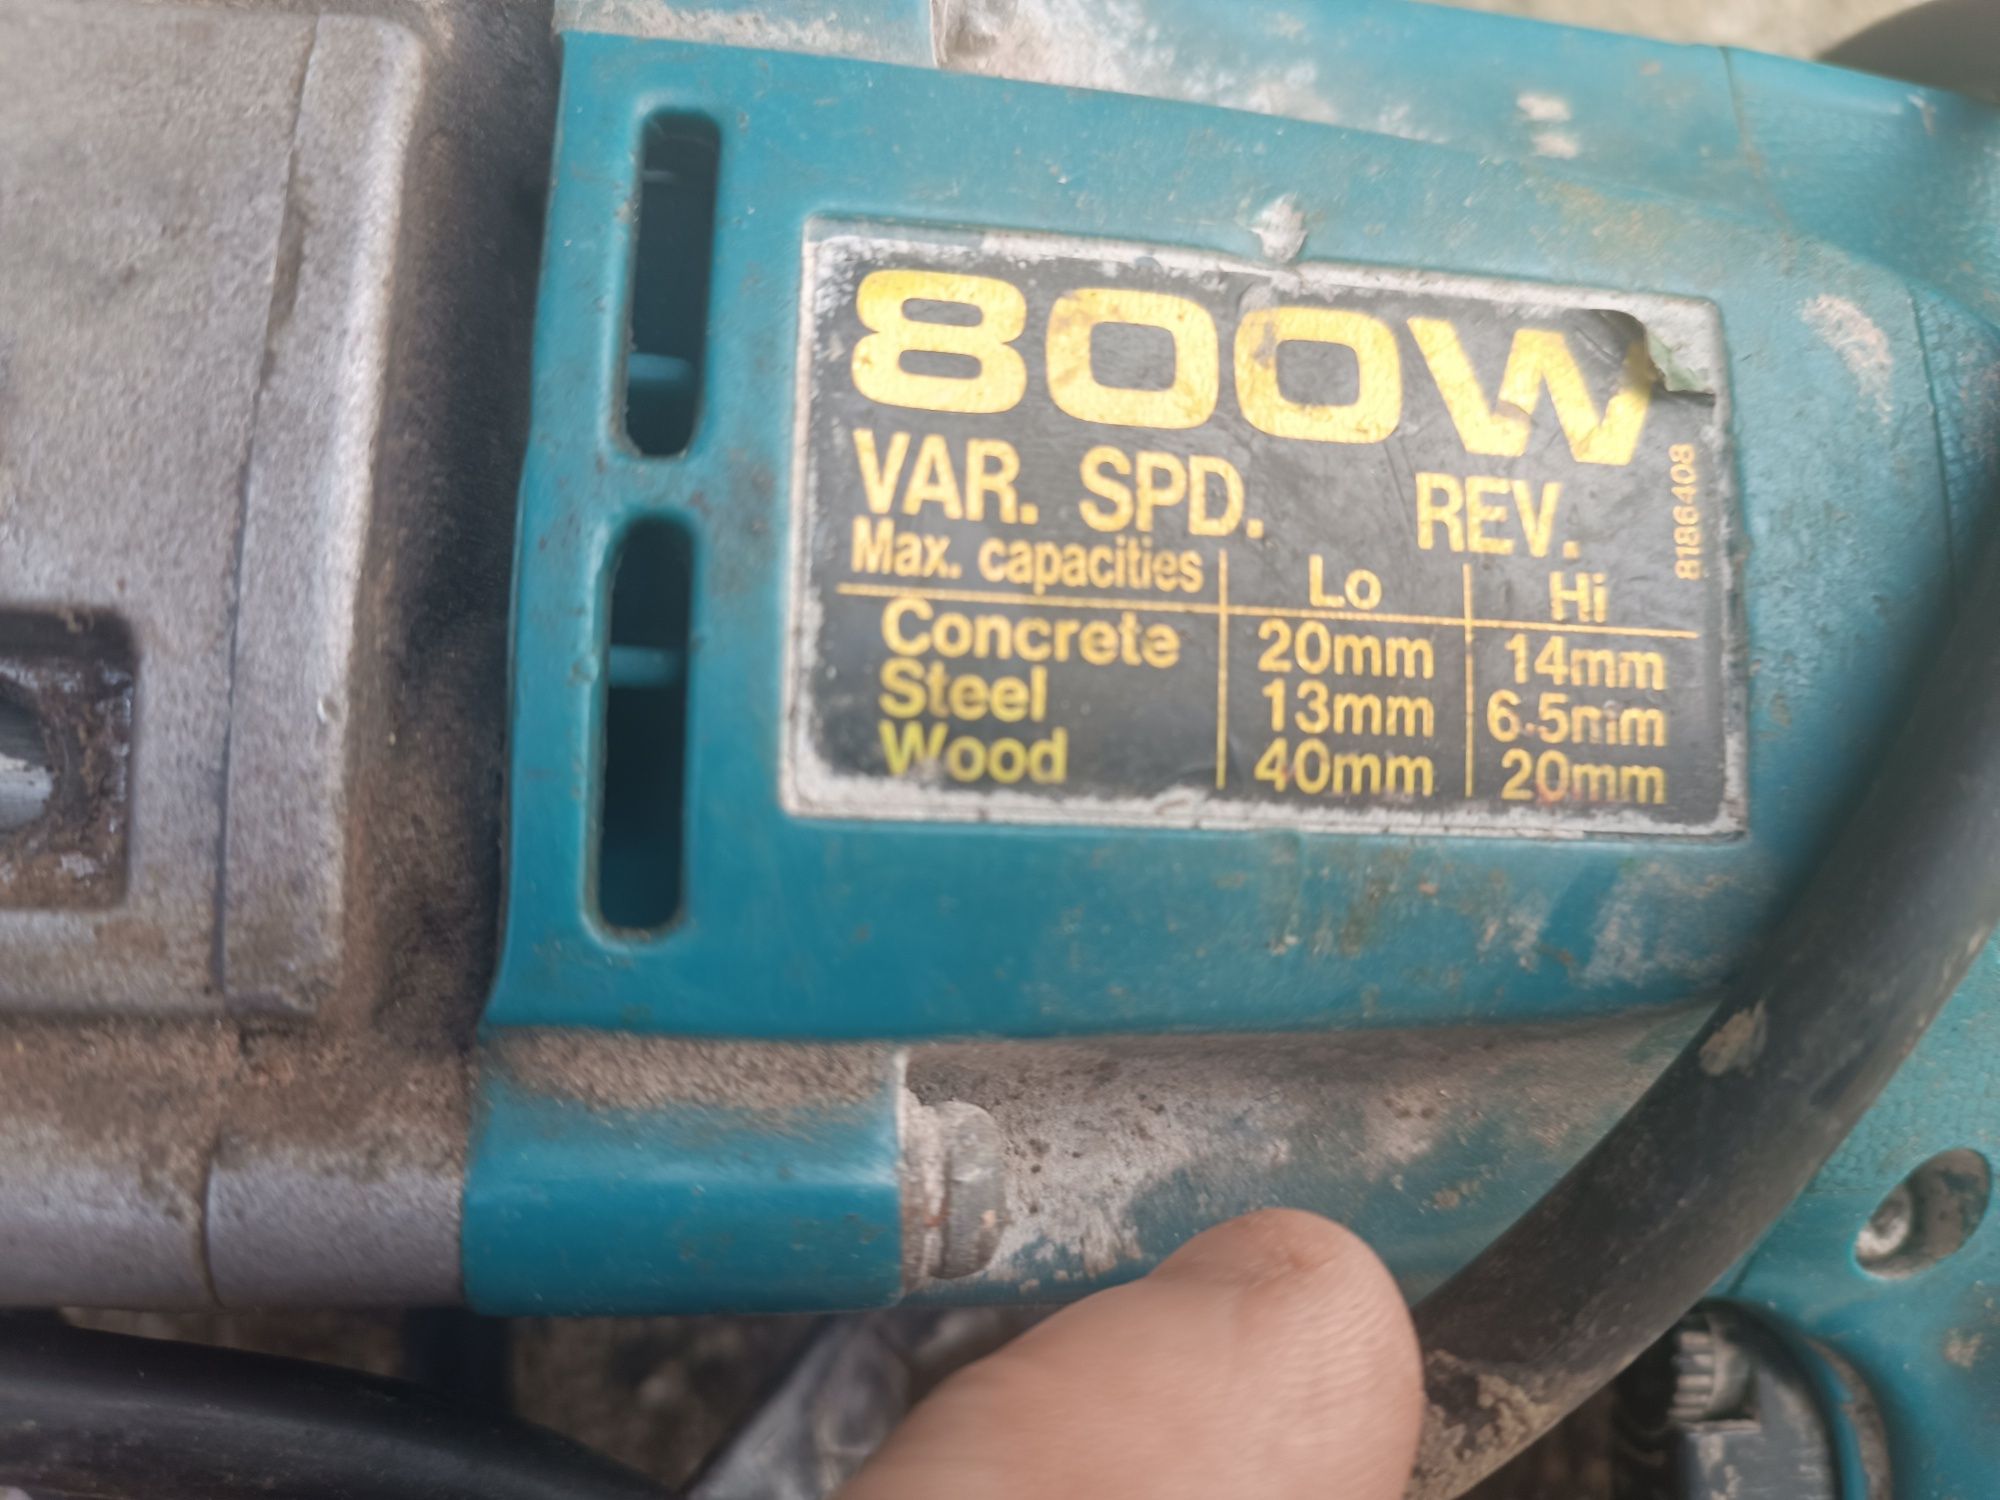 800W
VAR. SPD. REV.
8186408
Max. capacities Lo Hi
Concrete 20mm 14mm
Steel 13mm 6.5mm
Wood 40mm 20mm